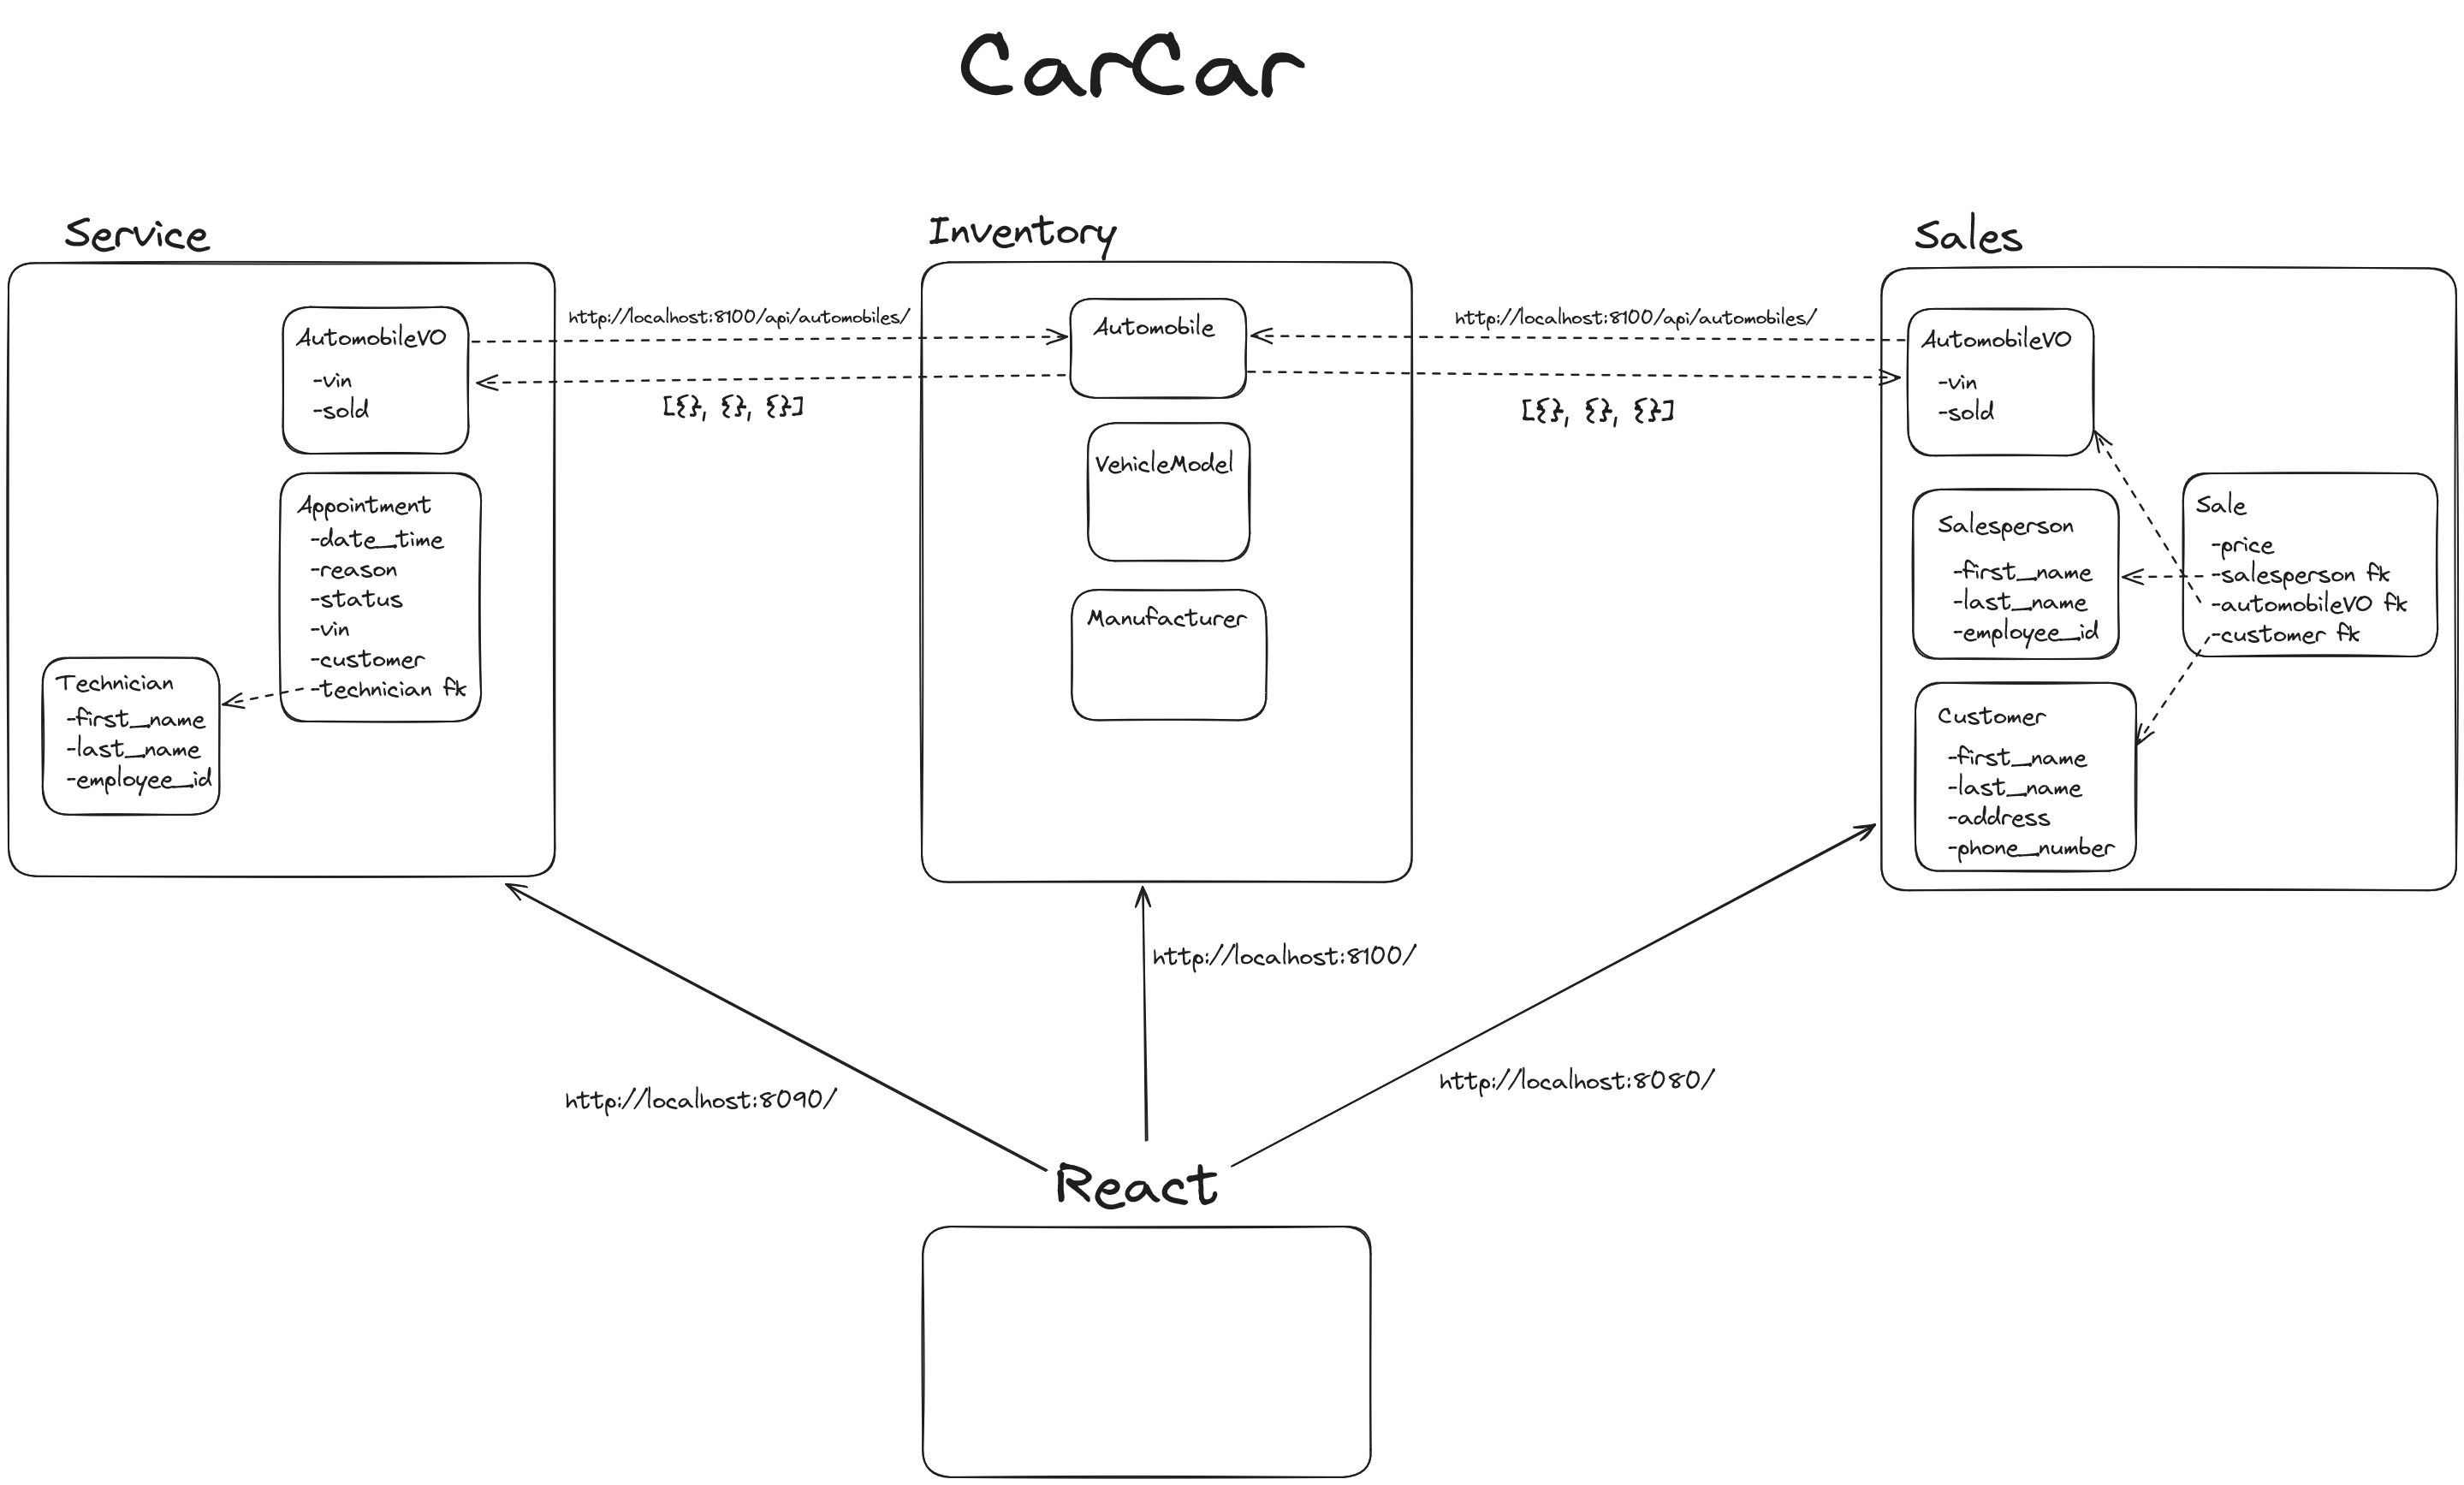 CarCar
Service
AutomobileVO
-vin
-sold
Appointment
-date_time
-reason
-status
-vin
-customer
-technician fk
Technician
-first_name
-last_name
-employee_id
http://localhost:8100/api/automobiles/
[{}, {}, {}]
Inventory
Automobile
VehicleModel
Manufacturer
http://localhost:8100/api/automobiles/
[{}, {}, {}]
Sales
AutomobileVO
-vin
-sold
Salesperson
-first_name
-last_name
-employee_id
Sale
-price
-salesperson fk
-automobileVO fk
-customer fk
Customer
-first_name
-last_name
-address
-phone_number
http://localhost:8090/
http://localhost:8100/
http://localhost:8080/
React